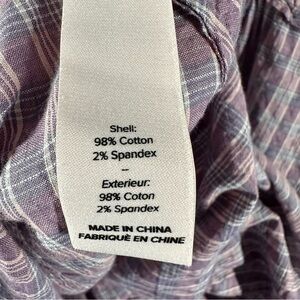 Shell:
98% Cotton
2% Spandex
--
Exterieur:
98% Coton
2% Spandex
MADE IN CHINA
FABRIQUÉ EN CHINE